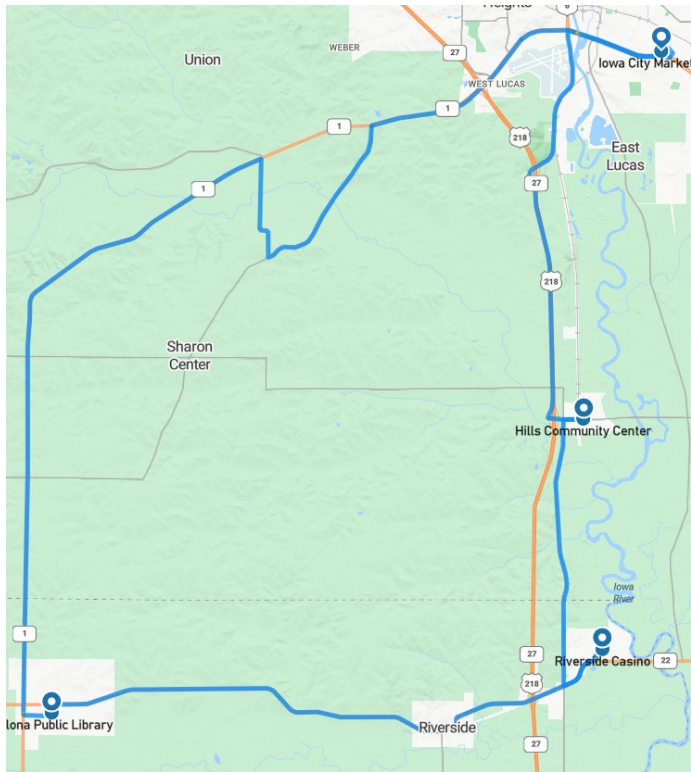 Heights
6
27
WEBER
Union
Iowa City Market
WEST LUCAS
1
1
218
East
Lucas
27
1
218
Sharon
Center
Hills Community Center
Iowa
River
1
27
Riverside Casino
22
218
lona Public Library
Riverside
27